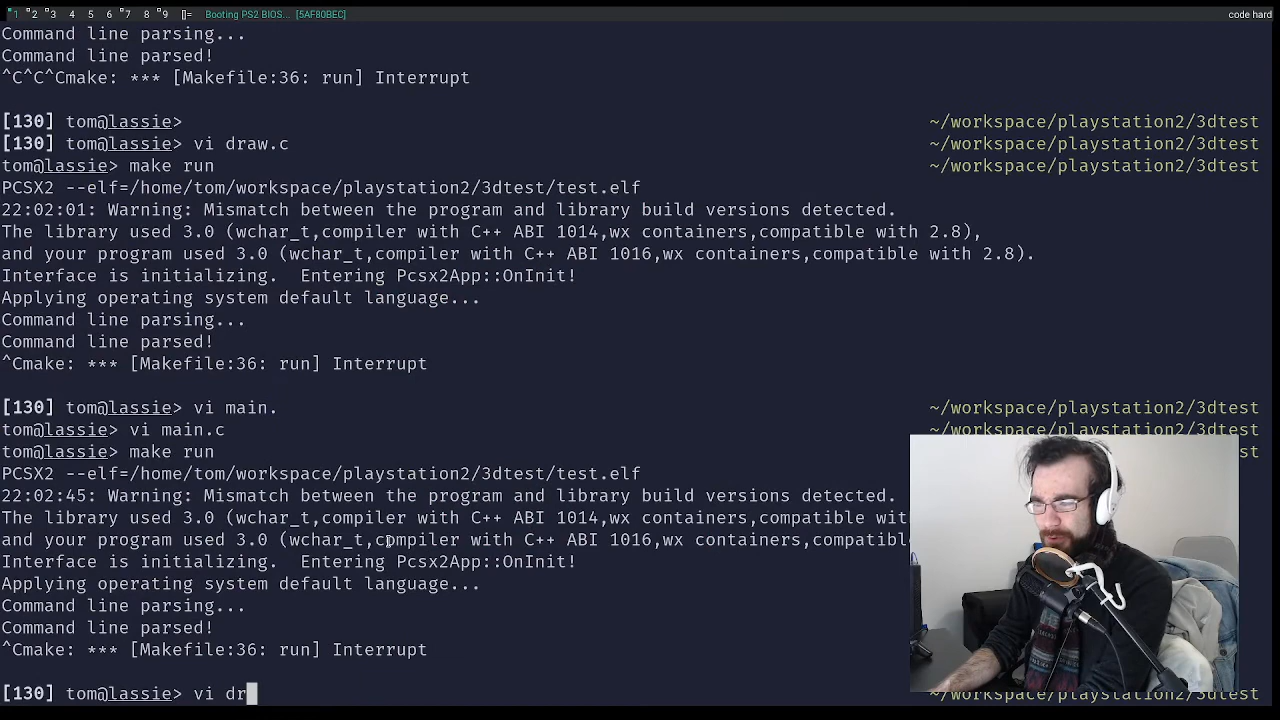 1 2 3 4 5 6 7 8 9 []= Booting PS2 BIOS... [5AF80BEC] code hard
Command line parsing...
Command line parsed!
^C^C^Cmake: *** [Makefile:36: run] Interrupt
[130] tom@lassie> ~/workspace/playstation2/3dtest
[130] tom@lassie> vi draw.c ~/workspace/playstation2/3dtest
tom@lassie> make run ~/workspace/playstation2/3dtest
PCSX2 --elf=/home/tom/workspace/playstation2/3dtest/test.elf
22:02:01: Warning: Mismatch between the program and library build versions detected.
The library used 3.0 (wchar_t,compiler with C++ ABI 1014,wx containers,compatible with 2.8),
and your program used 3.0 (wchar_t,compiler with C++ ABI 1016,wx containers,compatible with 2.8).
Interface is initializing.  Entering Pcsx2App::OnInit!
Applying operating system default language...
Command line parsing...
Command line parsed!
^Cmake: *** [Makefile:36: run] Interrupt
[130] tom@lassie> vi main. ~/workspace/playstation2/3dtest
tom@lassie> vi main.c ~/workspace/playstation2/3dtest
tom@lassie> make run
PCSX2 --elf=/home/tom/workspace/playstation2/3dtest/test.elf
22:02:45: Warning: Mismatch between the program and library build versions detected.
The library used 3.0 (wchar_t,compiler with C++ ABI 1014,wx containers,compatible wit
and your program used 3.0 (wchar_t,compiler with C++ ABI 1016,wx containers,compatible
Interface is initializing.  Entering Pcsx2App::OnInit!
Applying operating system default language...
Command line parsing...
Command line parsed!
^Cmake: *** [Makefile:36: run] Interrupt
[130] tom@lassie> vi dr ~/workspace/playstation2/3dtest